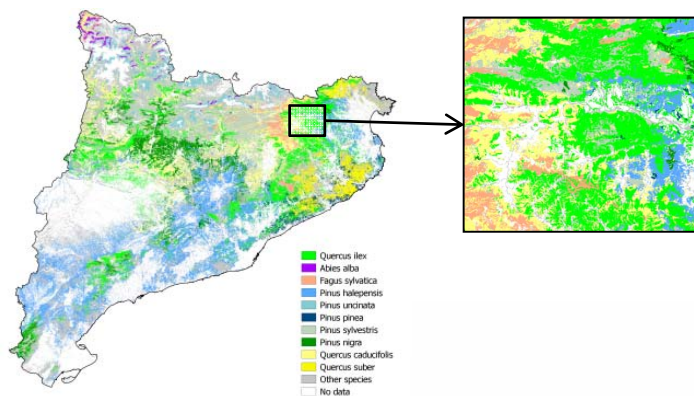 Quercus ilex
Abies alba
Fagus sylvatica
Pinus halepensis
Pinus uncinata
Pinus pinea
Pinus sylvestris
Pinus nigra
Quercus caducifolis
Quercus suber
Other species
No data